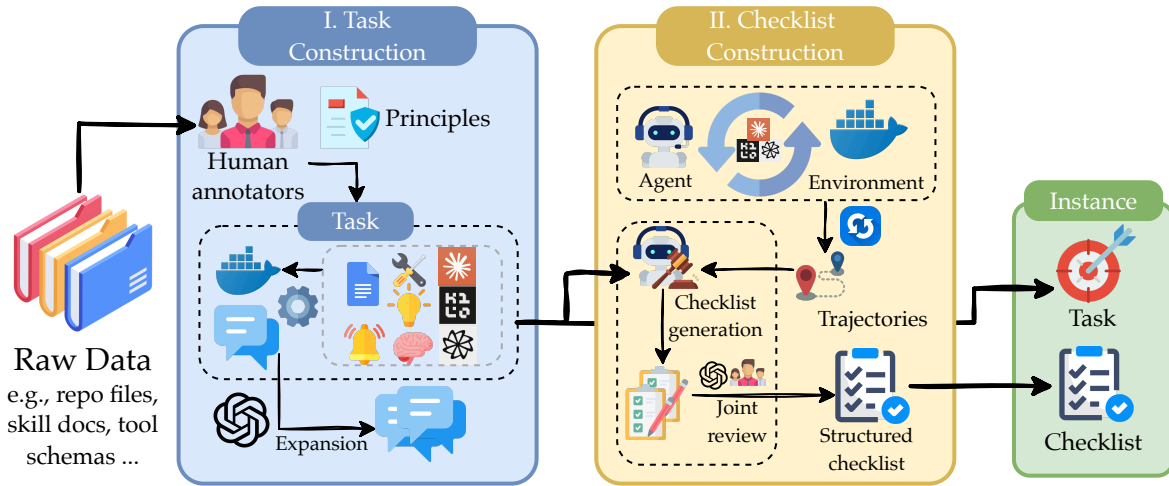 I. Task
Construction
Human
annotators
Principles
Task
Expansion
Raw Data
e.g., repo files,
skill docs, tool
schemas ...
II. Checklist
Construction
Agent
Environment
Checklist
generation
Trajectories
Joint
review
Structured
checklist
Instance
Task
Checklist